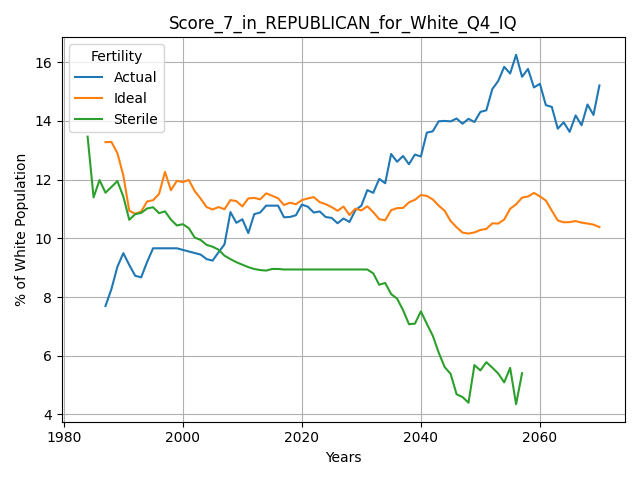 Score_7_in_REPUBLICAN_for_White_Q4_IQ
Fertility
Actual
Ideal
Sterile
% of White Population
16
14
12
10
8
6
4
1980
2000
2020
2040
2060
Years